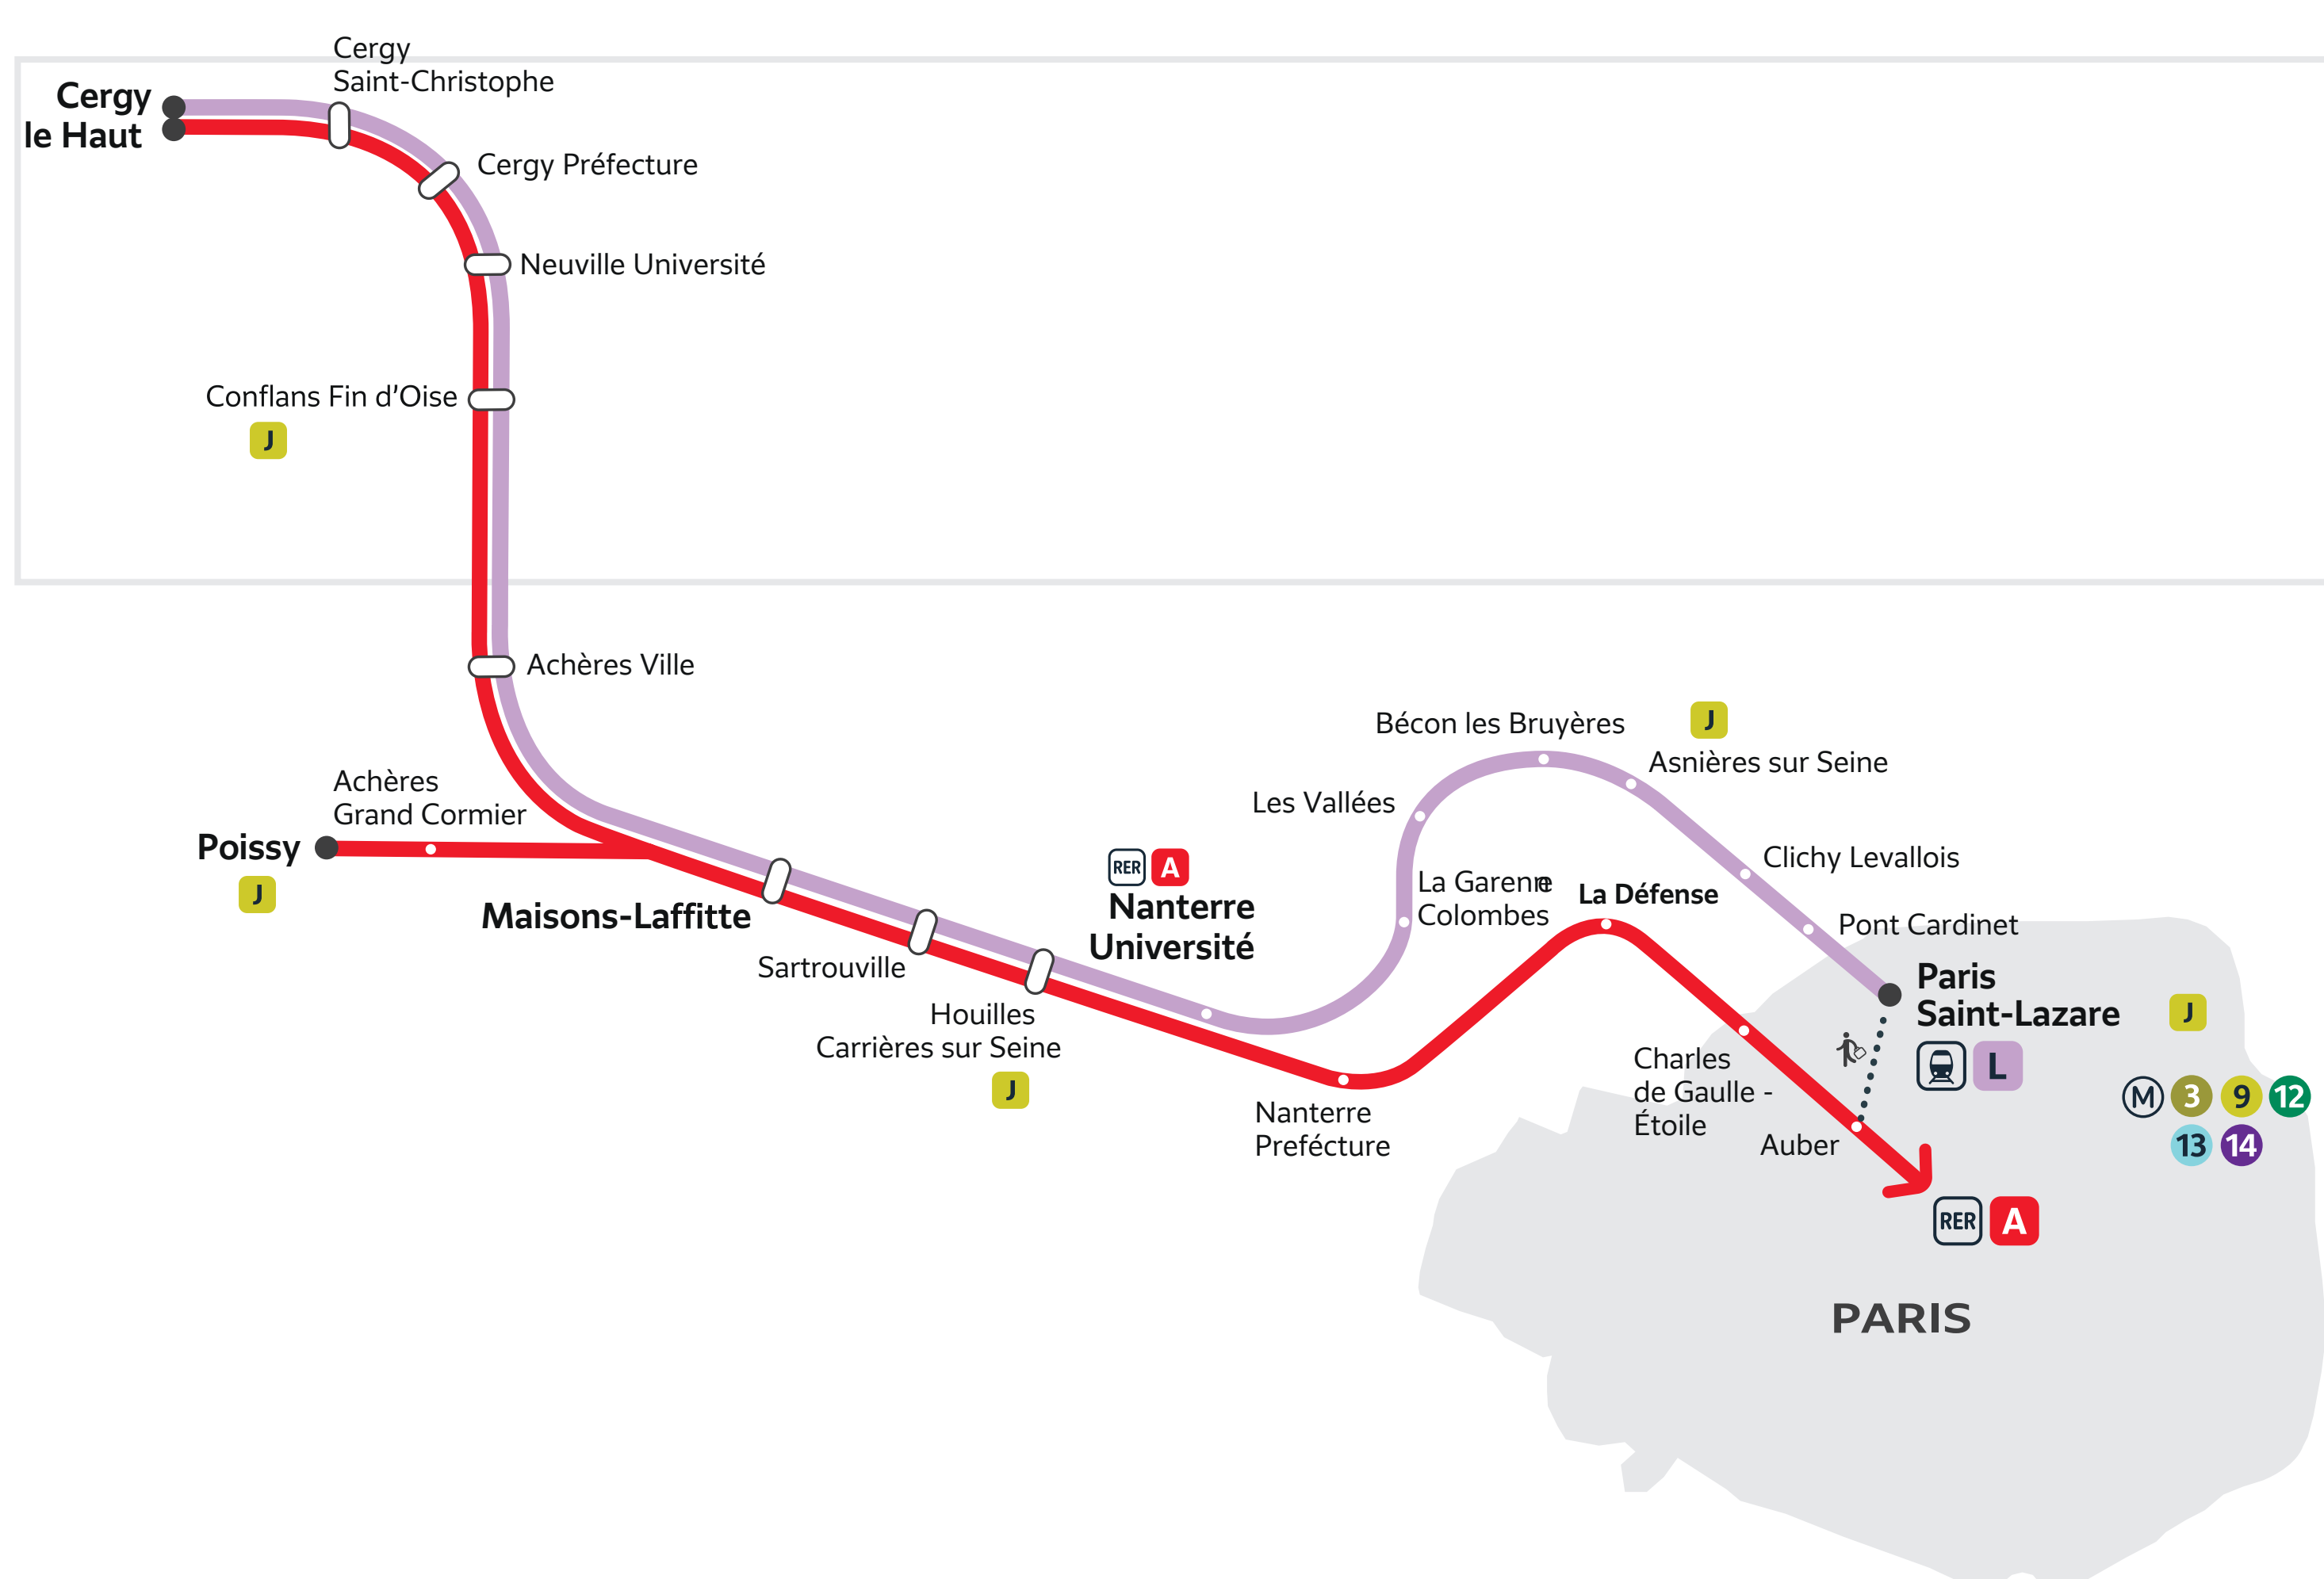 Cergy
Saint-Christophe
Cergy
le Haut
Cergy Préfecture
Neuville Université
Conflans Fin d'Oise
J
Achères Ville
Achères
Grand Cormier
Poissy
J
Maisons-Laffitte
Sartrouville
Houilles
Carrières sur Seine
J
RER A
Nanterre
Université
Nanterre
Prefécture
La Garenne
Colombes
Les Vallées
Bécon les Bruyères
J
Asnières sur Seine
Clichy Levallois
Pont Cardinet
La Défense
Charles
de Gaulle -
Étoile
Auber
Paris
Saint-Lazare
J
L
M 3 9 12
13 14
RER A
PARIS